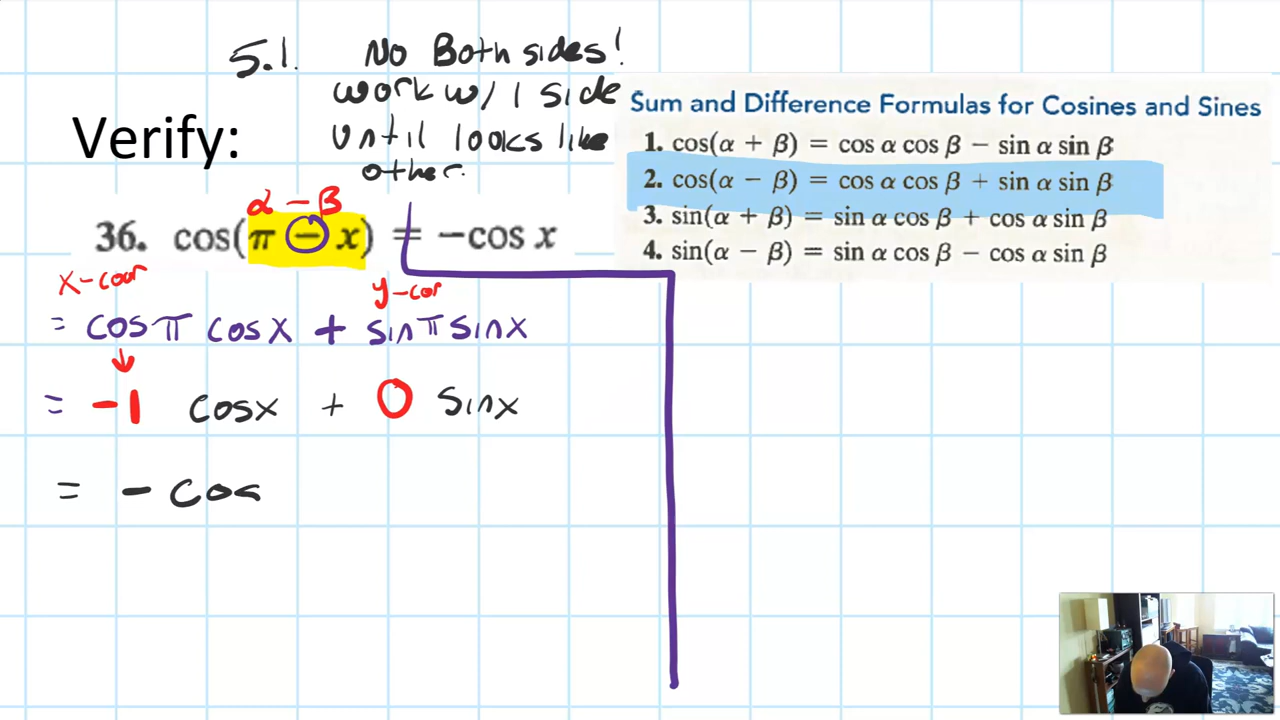 5.1.
No Both sides!
work w/ 1 side
until looks like
other.
Verify:
Sum and Difference Formulas for Cosines and Sines
1. cos(α + β) = cos α cos β − sin α sin β
2. cos(α − β) = cos α cos β + sin α sin β
3. sin(α + β) = sin α cos β + cos α sin β
4. sin(α − β) = sin α cos β − cos α sin β
α − β
36. cos(π − x) = −cos x
x-coor
y-cor
= cos π cos x + sin π sin x
= -1 cosx + 0 sinx
= - cos